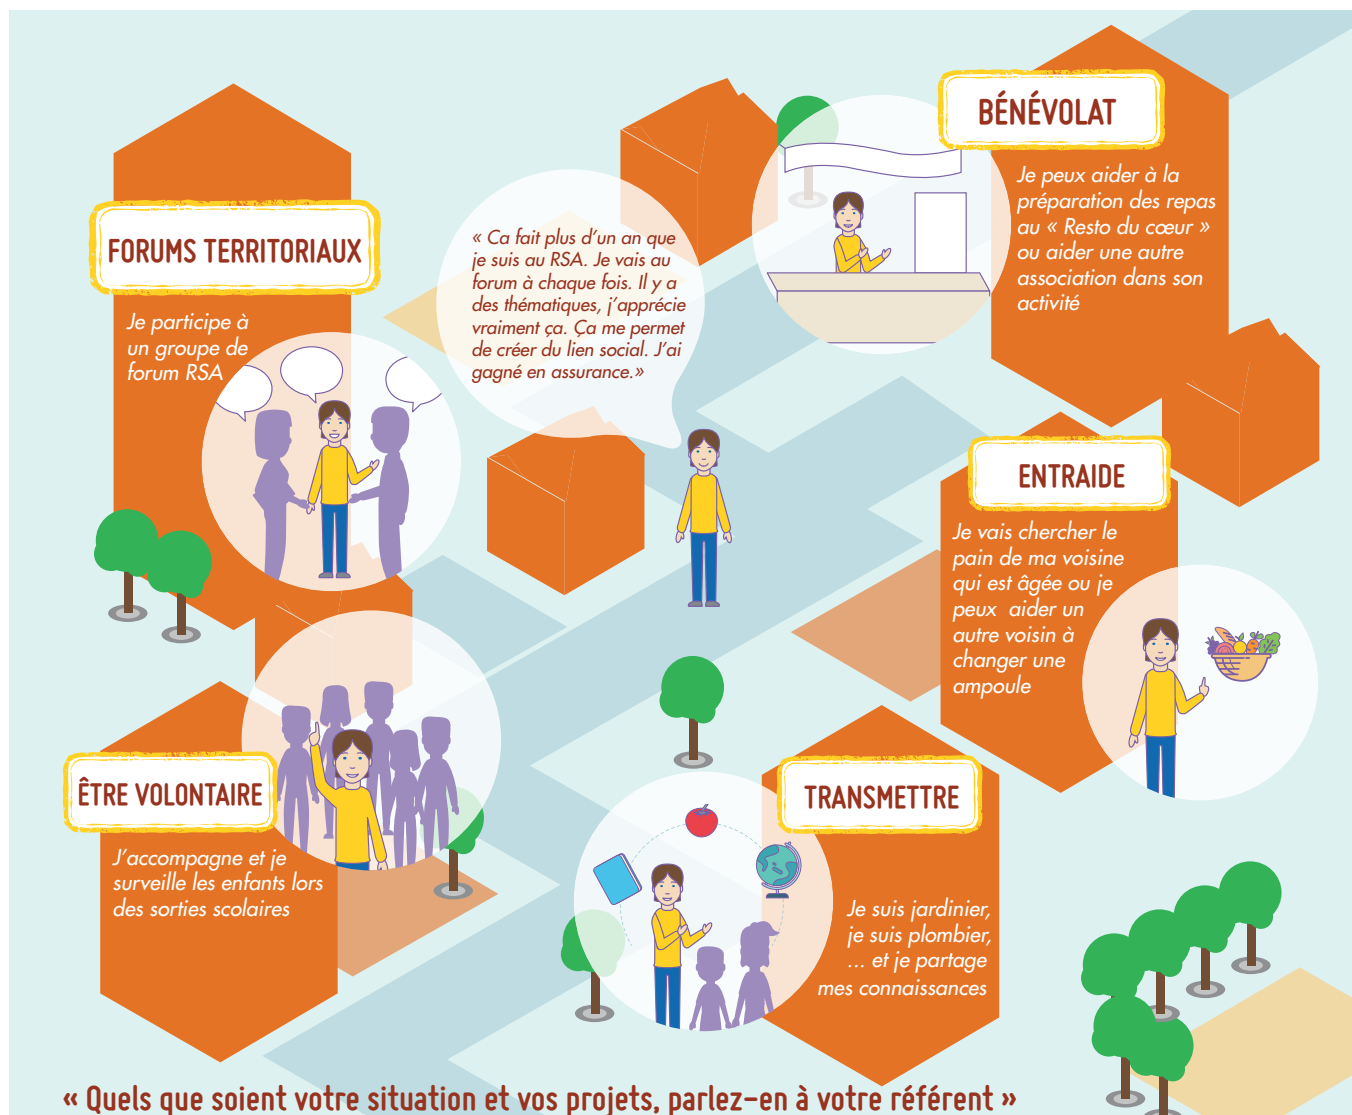 FORUMS TERRITORIAUX
Je participe à
un groupe de
forum RSA
« Ca fait plus d'un an que
je suis au RSA. Je vais au
forum à chaque fois. Il y a
des thématiques, j'apprécie
vraiment ça. Ça me permet
de créer du lien social. J'ai
gagné en assurance.»
BÉNÉVOLAT
Je peux aider à la
préparation des repas
au « Resto du cœur »
ou aider une autre
association dans son
activité
ENTRAIDE
Je vais chercher le
pain de ma voisine
qui est âgée ou je
peux aider un
autre voisin à
changer une
ampoule
ÊTRE VOLONTAIRE
J'accompagne et je
surveille les enfants lors
des sorties scolaires
TRANSMETTRE
Je suis jardinier,
je suis plombier,
... et je partage
mes connaissances
« Quels que soient votre situation et vos projets, parlez-en à votre référent »